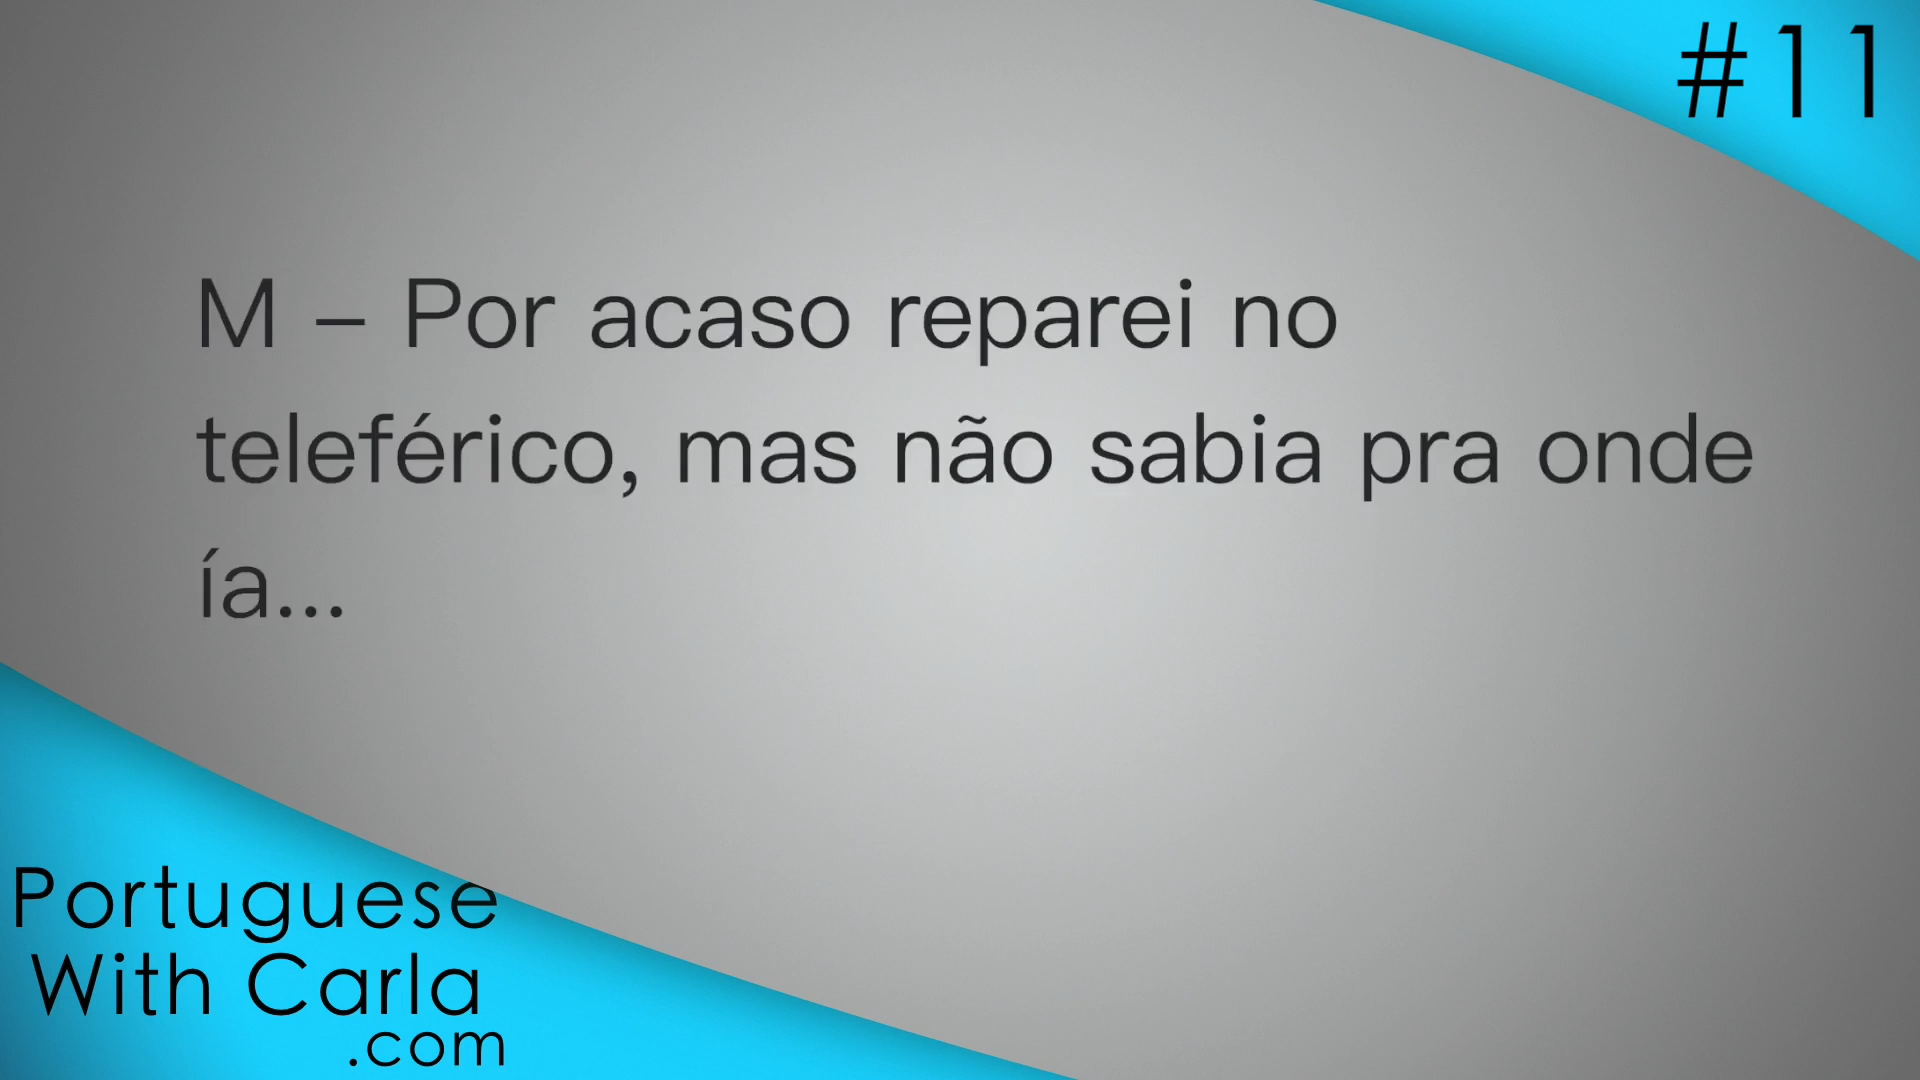 #11
M – Por acaso reparei no
teleférico, mas não sabia pra onde
ía...
Portuguese
With Carla
.com